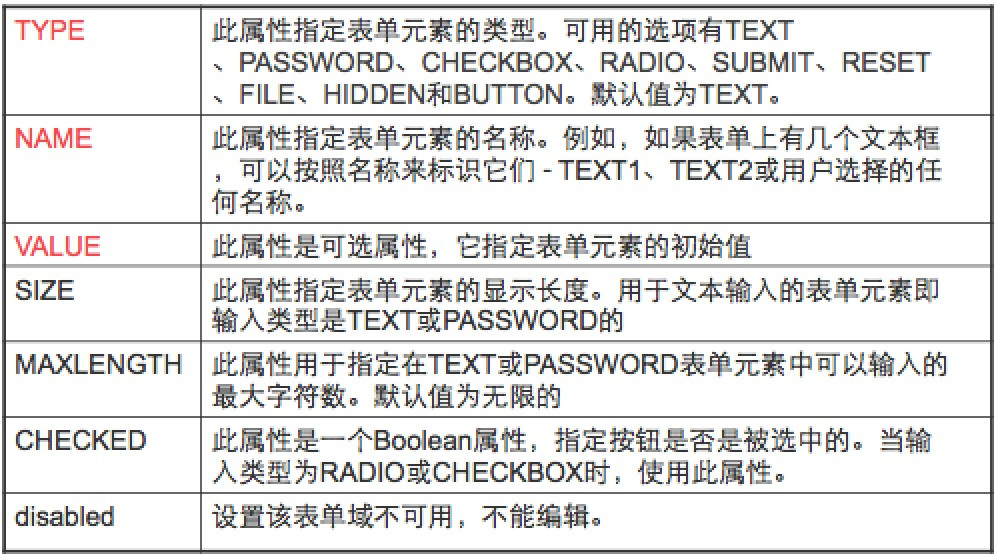 TYPE
此属性指定表单元素的类型。可用的选项有TEXT
、PASSWORD、CHECKBOX、RADIO、SUBMIT、RESET
、FILE、HIDDEN和BUTTON。默认值为TEXT。
NAME
此属性指定表单元素的名称。例如，如果表单上有几个文本框
，可以按照名称来标识它们 - TEXT1、TEXT2或用户选择的任
何名称。
VALUE
此属性是可选属性，它指定表单元素的初始值
SIZE
此属性指定表单元素的显示长度。用于文本输入的表单元素即
输入类型是TEXT或PASSWORD的
MAXLENGTH
此属性用于指定在TEXT或PASSWORD表单元素中可以输入的
最大字符数。默认值为无限的
CHECKED
此属性是一个Boolean属性，指定按钮是否是被选中的。当
输入类型为RADIO或CHECKBOX时，使用此属性。
disabled
设置该表单域不可用，不能编辑。